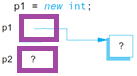 p1 = new int;
p1
?
p2 ?